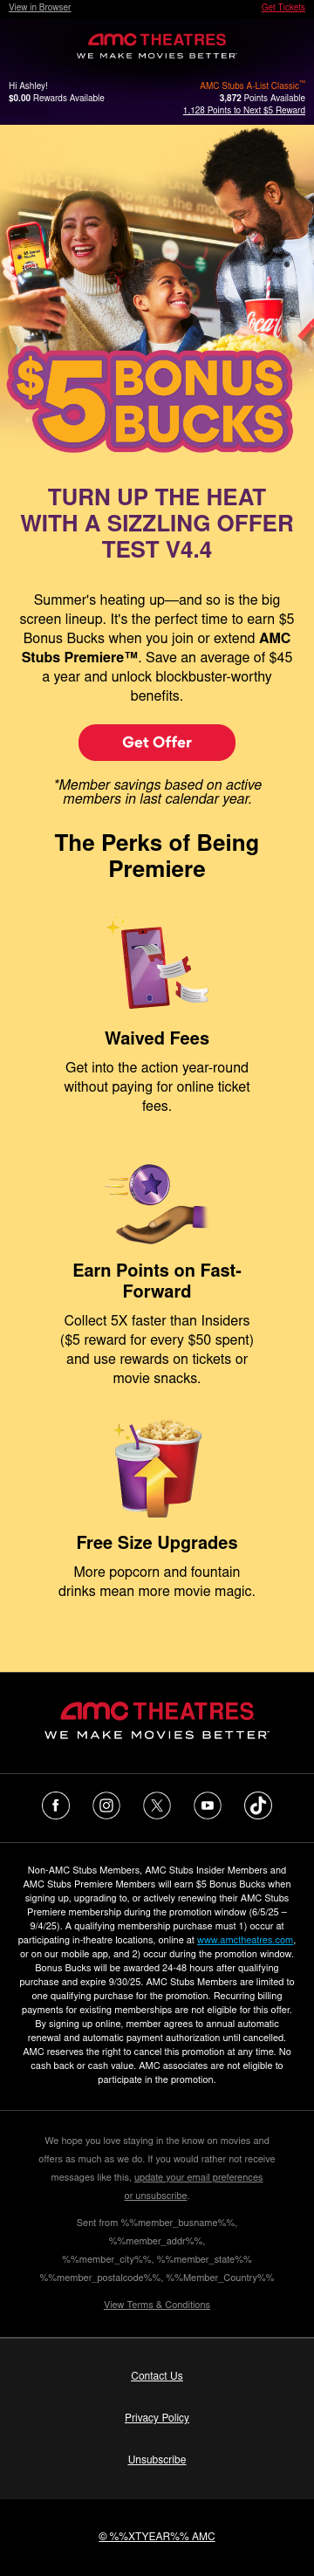 View in Browser
Get Tickets
amc THEATRES
WE MAKE MOVIES BETTER™
Hi Ashley!
$0.00 Rewards Available
AMC Stubs A-List Classic™
3,872 Points Available
1,128 Points to Next $5 Reward
Coca
$5 BONUS
BUCKS
TURN UP THE HEAT
WITH A SIZZLING OFFER
TEST V4.4
Summer's heating up—and so is the big
screen lineup. It's the perfect time to earn $5
Bonus Bucks when you join or extend AMC
Stubs Premiere™. Save an average of $45
a year and unlock blockbuster-worthy
benefits.
Get Offer
*Member savings based on active
members in last calendar year.
The Perks of Being
Premiere
Waived Fees
Get into the action year-round
without paying for online ticket
fees.
Earn Points on Fast-
Forward
Collect 5X faster than Insiders
($5 reward for every $50 spent)
and use rewards on tickets or
movie snacks.
Free Size Upgrades
More popcorn and fountain
drinks mean more movie magic.
amc THEATRES
WE MAKE MOVIES BETTER™
Non-AMC Stubs Members, AMC Stubs Insider Members and
AMC Stubs Premiere Members will earn $5 Bonus Bucks when
signing up, upgrading to, or actively renewing their AMC Stubs
Premiere membership during the promotion window (6/5/25 –
9/4/25). A qualifying membership purchase must 1) occur at
participating in-theatre locations, online at www.amctheatres.com,
or on our mobile app, and 2) occur during the promotion window.
Bonus Bucks will be awarded 24-48 hours after qualifying
purchase and expire 9/30/25. AMC Stubs Members are limited to
one qualifying purchase for the promotion. Recurring billing
payments for existing memberships are not eligible for this offer.
By signing up online, member agrees to annual automatic
renewal and automatic payment authorization until cancelled.
AMC reserves the right to cancel this promotion at any time. No
cash back or cash value. AMC associates are not eligible to
participate in the promotion.
We hope you love staying in the know on movies and
offers as much as we do. If you would rather not receive
messages like this, update your email preferences
or unsubscribe.
Sent from %%member_busname%%,
%%member_addr%%,
%%member_city%%, %%member_state%%
%%member_postalcode%%, %%Member_Country%%
View Terms & Conditions
Contact Us
Privacy Policy
Unsubscribe
© %%XTYEAR%% AMC